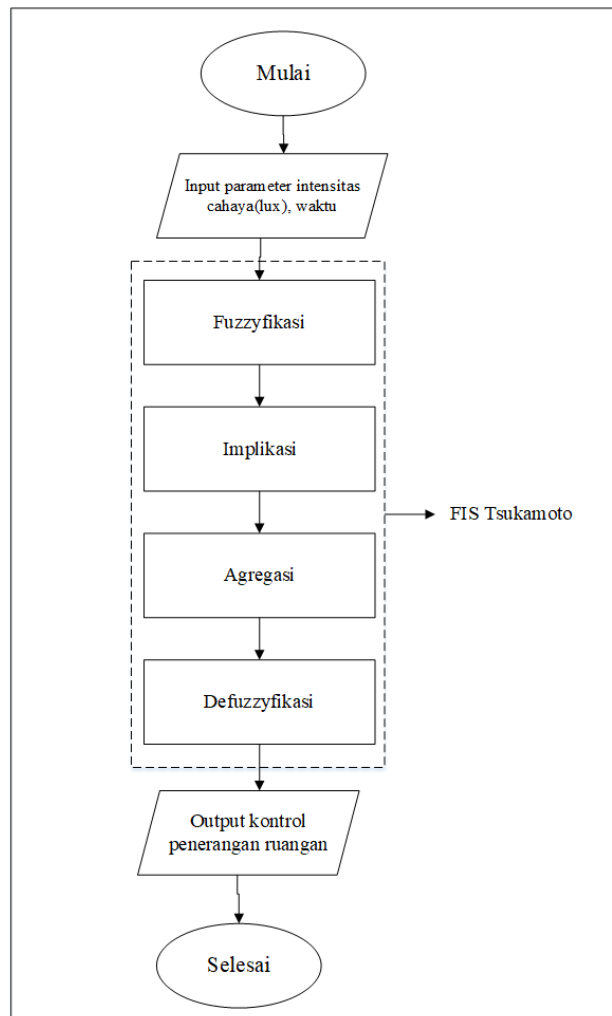 Mulai
Input parameter intensitas
cahaya(lux), waktu
Fuzzyfikasi
Implikasi
FIS Tsukamoto
Agregasi
Defuzzyfikasi
Output kontrol
penerangan ruangan
Selesai